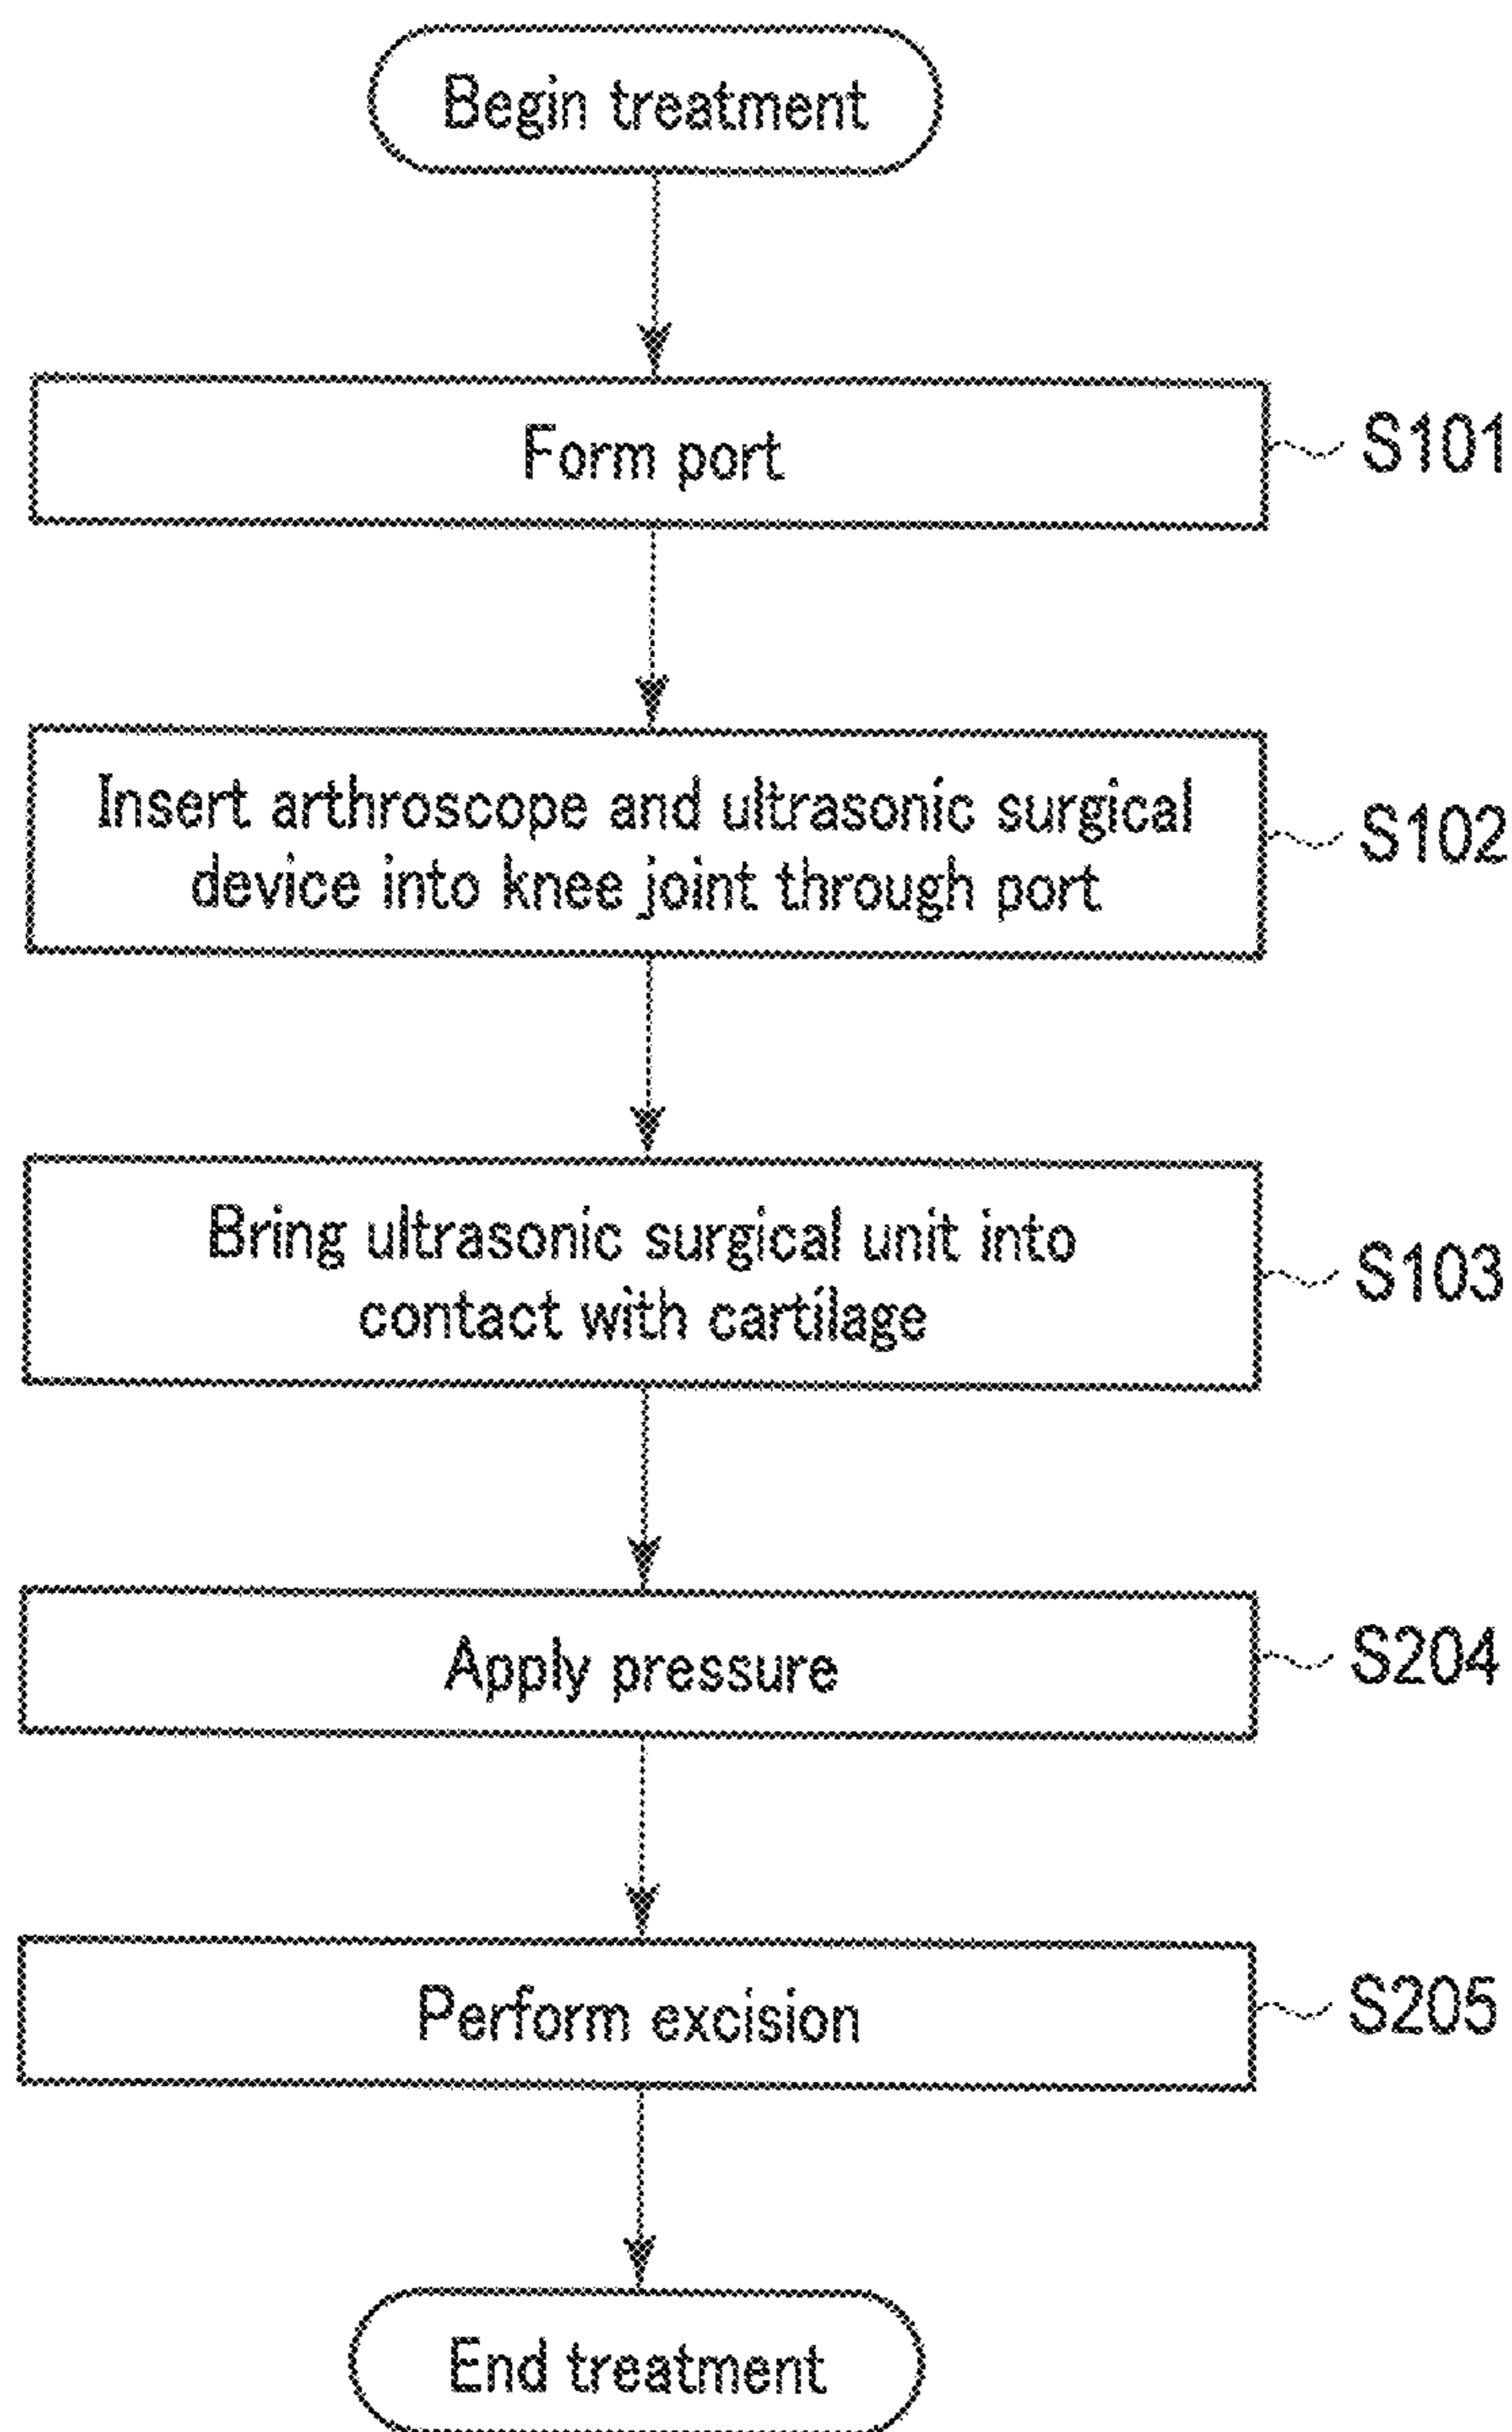 Begin treatment
Form port
S101
Insert arthroscope and ultrasonic surgical
device into knee joint through port
S102
Bring ultrasonic surgical unit into
contact with cartilage
S103
Apply pressure
S204
Perform excision
S205
End treatment